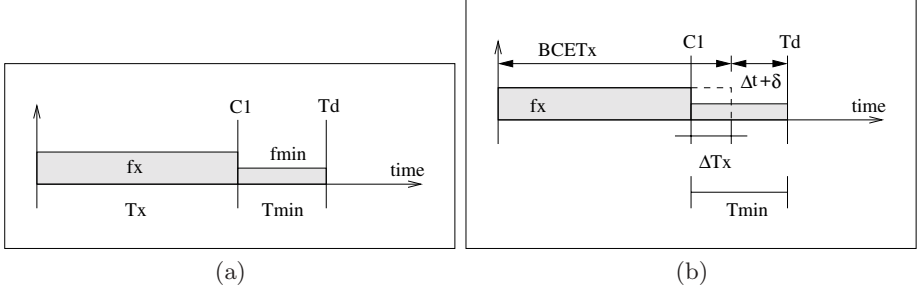 C1 Td
fmin
fx
time
Tx Tmin
(a)
C1 Td
BCETx
Δt+δ
fx
time
ΔTx
Tmin
(b)